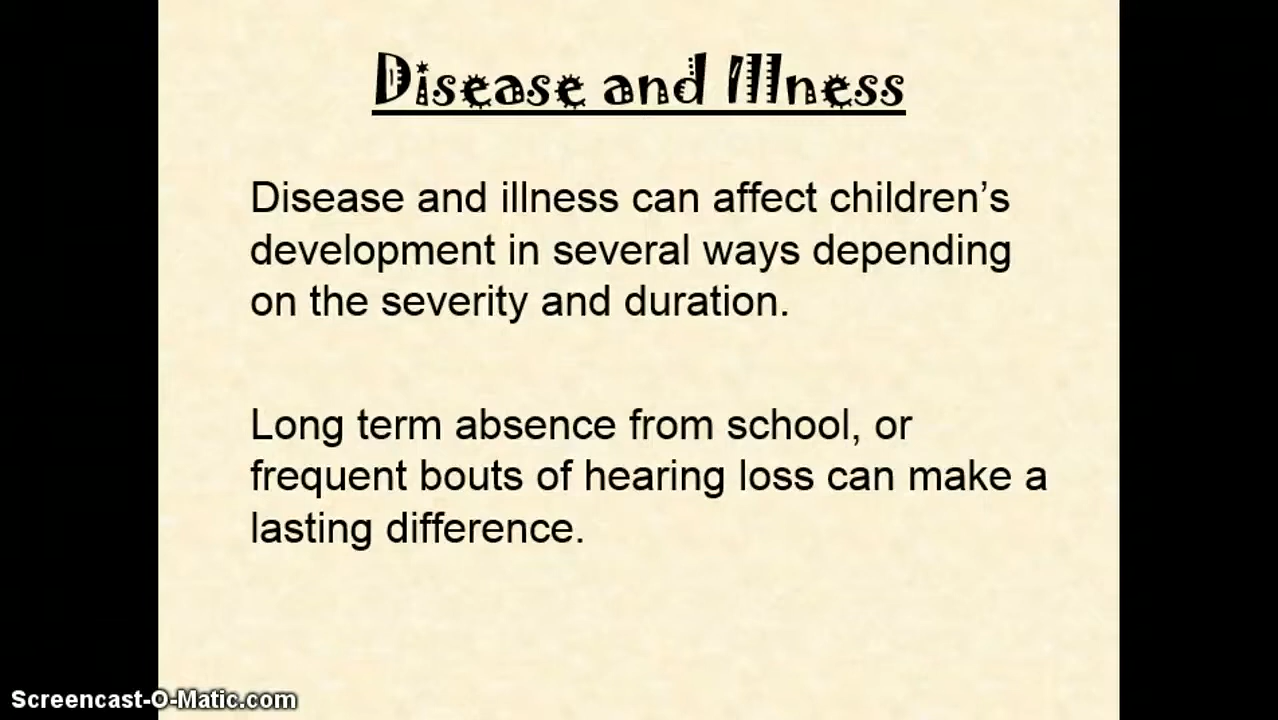 Disease and Illness
Disease and illness can affect children’s
development in several ways depending
on the severity and duration.
Long term absence from school, or
frequent bouts of hearing loss can make a
lasting difference.
Screencast-O-Matic.com